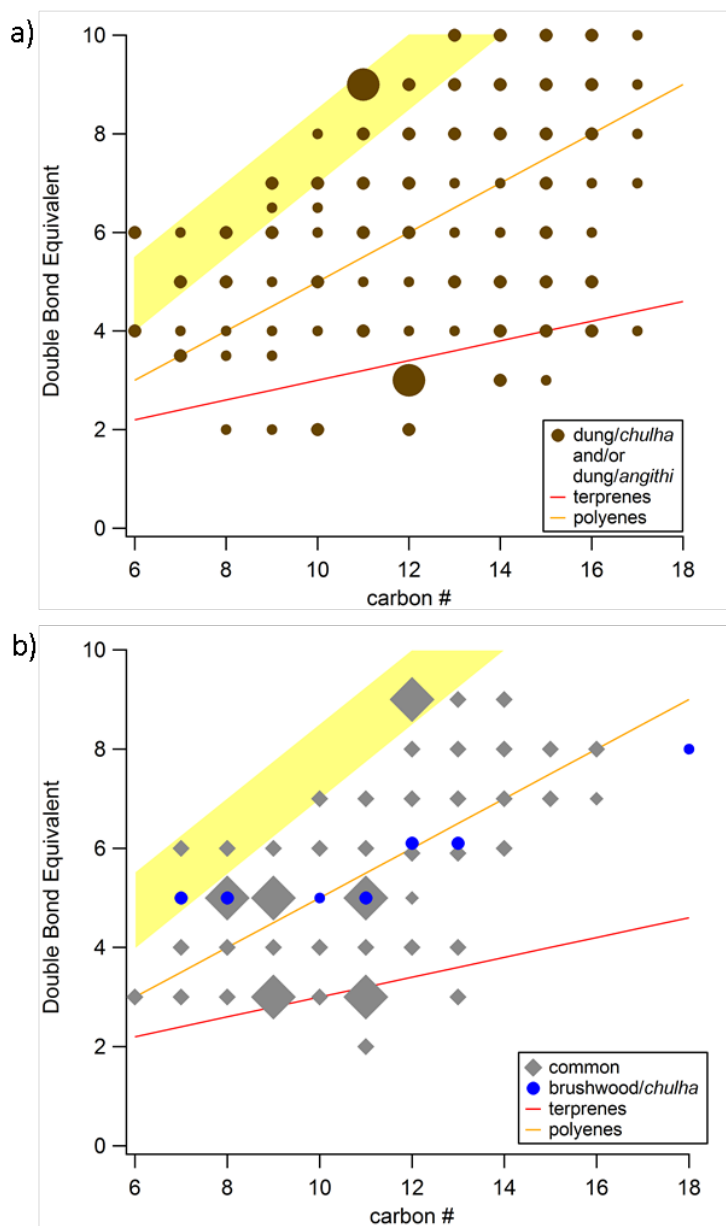 a)
10
8
6
4
2
0
Double Bond Equivalent
dung/chulha
and/or
dung/angithi
terprenes
polyenes
6 8 10 12 14 16 18
carbon #
b)
10
8
6
4
2
0
Double Bond Equivalent
common
brushwood/chulha
terprenes
polyenes
6 8 10 12 14 16 18
carbon #